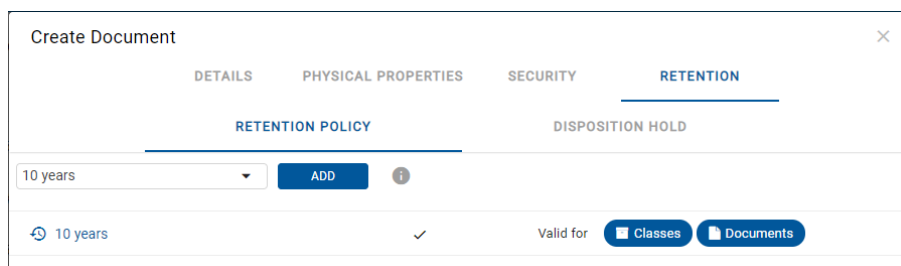 Create Document
DETAILS PHYSICAL PROPERTIES SECURITY RETENTION
RETENTION POLICY DISPOSITION HOLD
10 years ADD
10 years Valid for Classes Documents